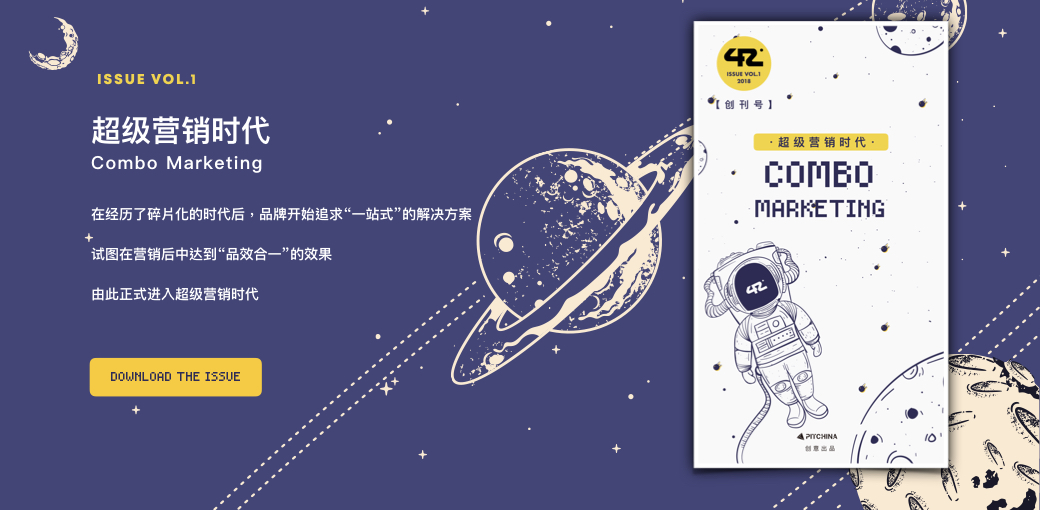 ISSUE VOL.1
超级营销时代
Combo Marketing
在经历了碎片化的时代后，品牌开始追求“一站式”的解决方案
试图在营销后中达到“品效合一”的效果
由此正式进入超级营销时代
DOWNLOAD THE ISSUE
42
ISSUE VOL.1
2018
【创刊号】
·超级营销时代·
COMBO
MARKETING
42
PITCHINA
创意出品